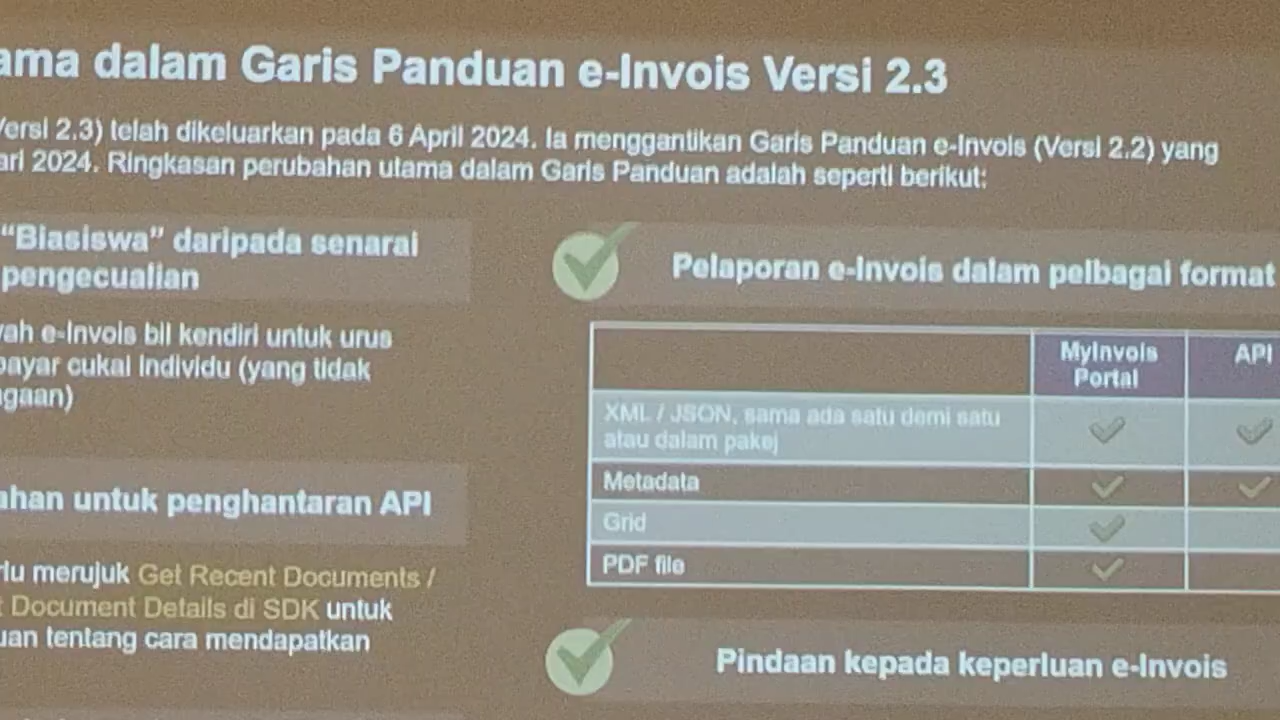 ama dalam Garis Panduan e-Invois Versi 2.3
Versi 2.3) telah dikeluarkan pada 6 April 2024. Ia menggantikan Garis Panduan e-Invois (Versi 2.2) yang
ari 2024. Ringkasan perubahan utama dalam Garis Panduan adalah seperti berikut:
"Biasiswa" daripada senarai
pengecualian
yah e-Invois bil kendiri untuk urus
bayar cukai Individu (yang tidak
gaan)
ahan untuk penghantaran API
rlu merujuk Get Recent Documents /
t Document Details di SDK untuk
uan tentang cara mendapatkan
Pelaporan e-Invois dalam pelbagai format
MyInvois
Portal
API
XML / JSON, sama ada satu demi satu
atau dalam pakej
Metadata
Grid
PDF file
Pindaan kepada keperluan e-Invois